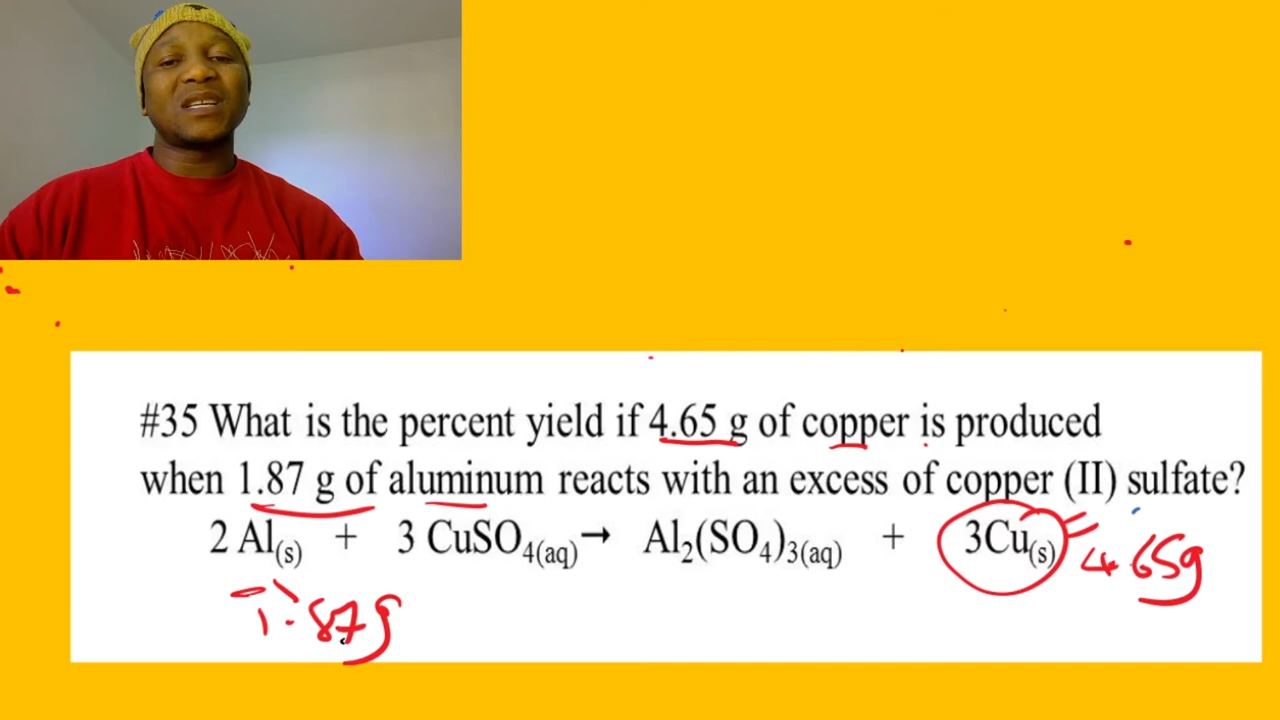 #35 What is the percent yield if 4.65 g of copper is produced
when 1.87 g of aluminum reacts with an excess of copper (II) sulfate?
2 Al(s) + 3 CuSO4(aq) → Al2(SO4)3(aq) + 3Cu(s) = 4.65g
1.87g